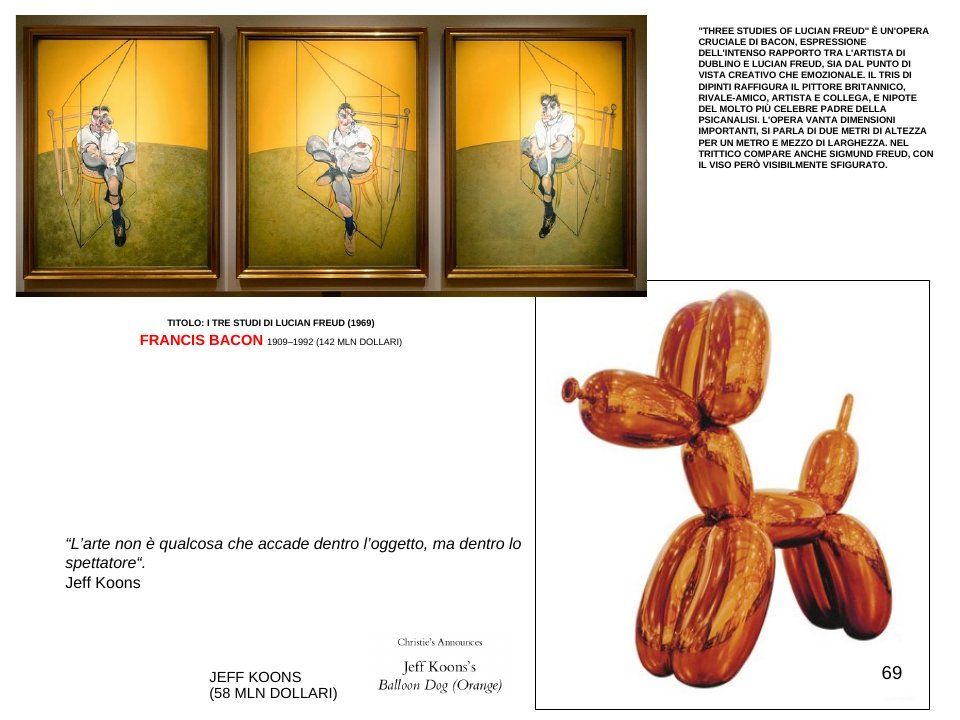 "THREE STUDIES OF LUCIAN FREUD" È UN'OPERA
CRUCIALE DI BACON, ESPRESSIONE
DELL'INTENSO RAPPORTO TRA L'ARTISTA DI
DUBLINO E LUCIAN FREUD, SIA DAL PUNTO DI
VISTA CREATIVO CHE EMOZIONALE. IL TRIS DI
DIPINTI RAFFIGURA IL PITTORE BRITANNICO,
RIVALE-AMICO, ARTISTA E COLLEGA, E NIPOTE
DEL MOLTO PIÙ CELEBRE PADRE DELLA
PSICANALISI. L'OPERA VANTA DIMENSIONI
IMPORTANTI, SI PARLA DI DUE METRI DI ALTEZZA
PER UN METRO E MEZZO DI LARGHEZZA. NEL
TRITTICO COMPARE ANCHE SIGMUND FREUD, CON
IL VISO PERÒ VISIBILMENTE SFIGURATO.
TITOLO: I TRE STUDI DI LUCIAN FREUD (1969)
FRANCIS BACON 1909–1992 (142 MLN DOLLARI)
“L’arte non è qualcosa che accade dentro l’oggetto, ma dentro lo
spettatore“.
Jeff Koons
Christie's Announces
Jeff Koons's
Balloon Dog (Orange)
JEFF KOONS
(58 MLN DOLLARI)
69